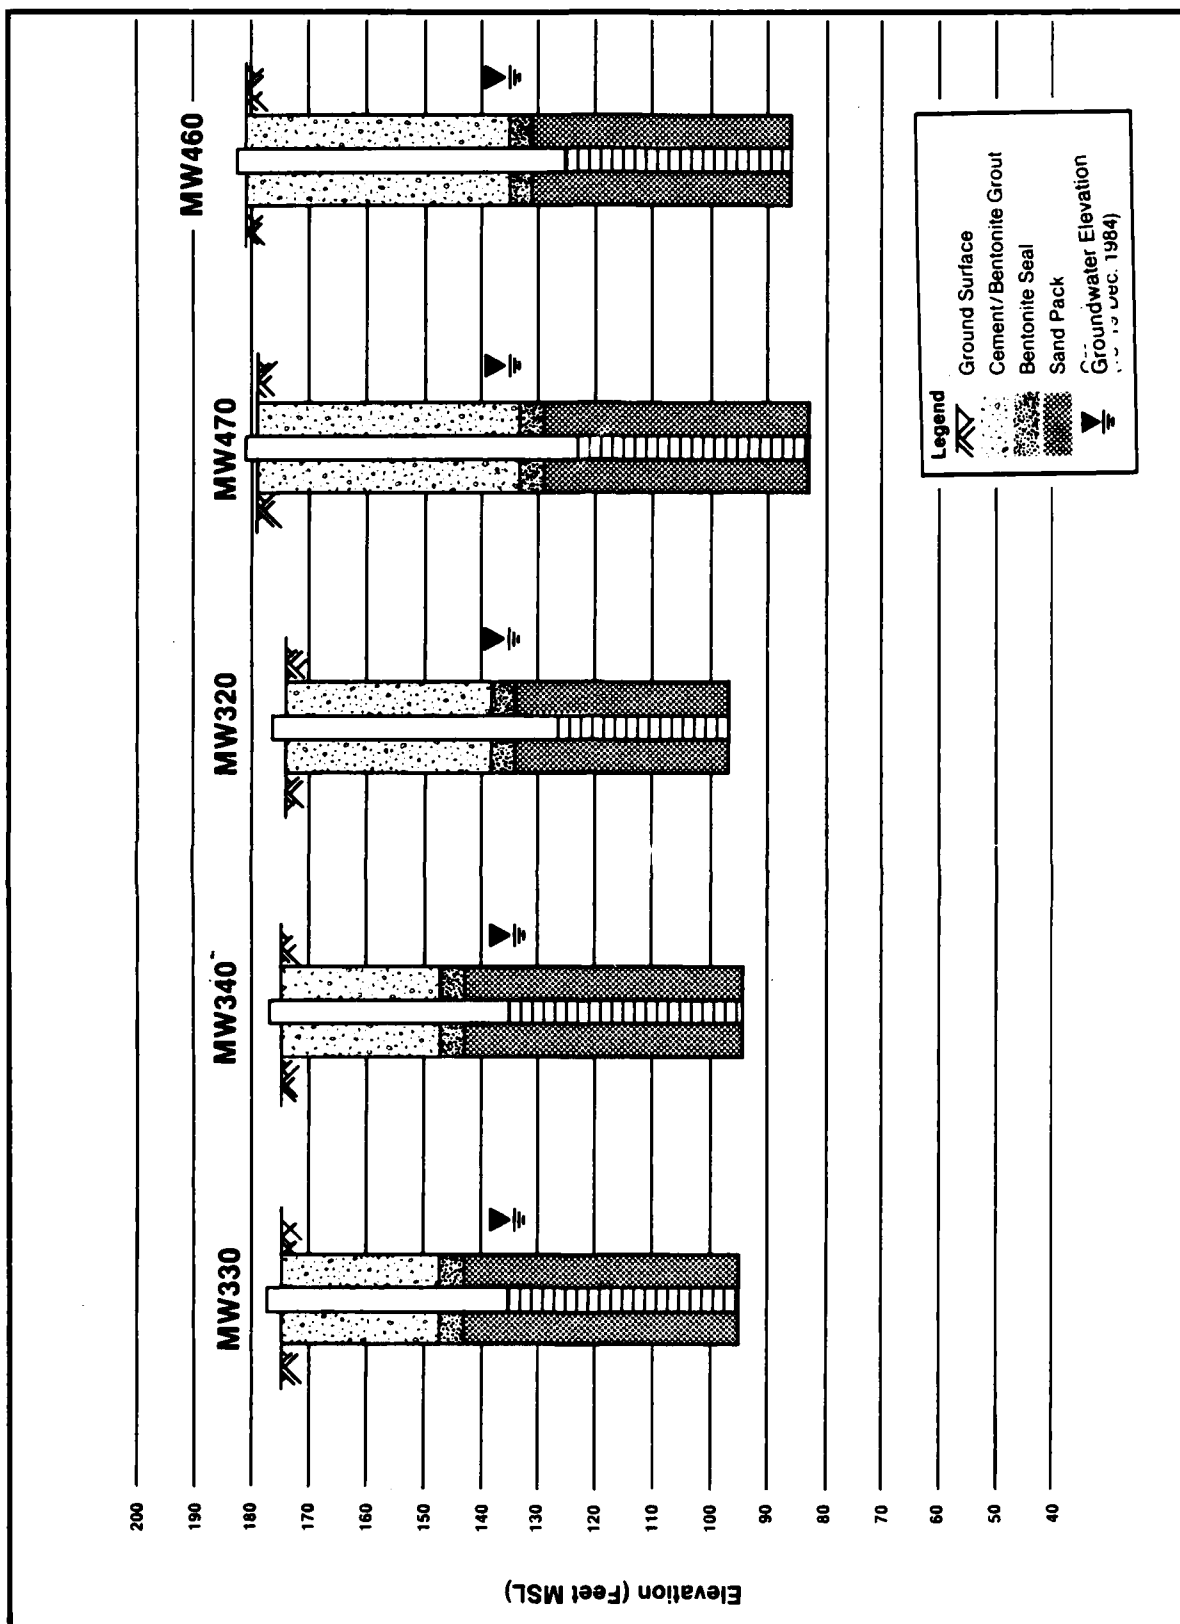 MW330
MW340
MW320
MW470
MW460
Elevation (Feet MSL)
200
190
180
170
160
150
140
130
120
110
100
90
80
70
60
50
40
Legend
Ground Surface
Cement/Bentonite Grout
Bentonite Seal
Sand Pack
Groundwater Elevation
Dec. 1984)